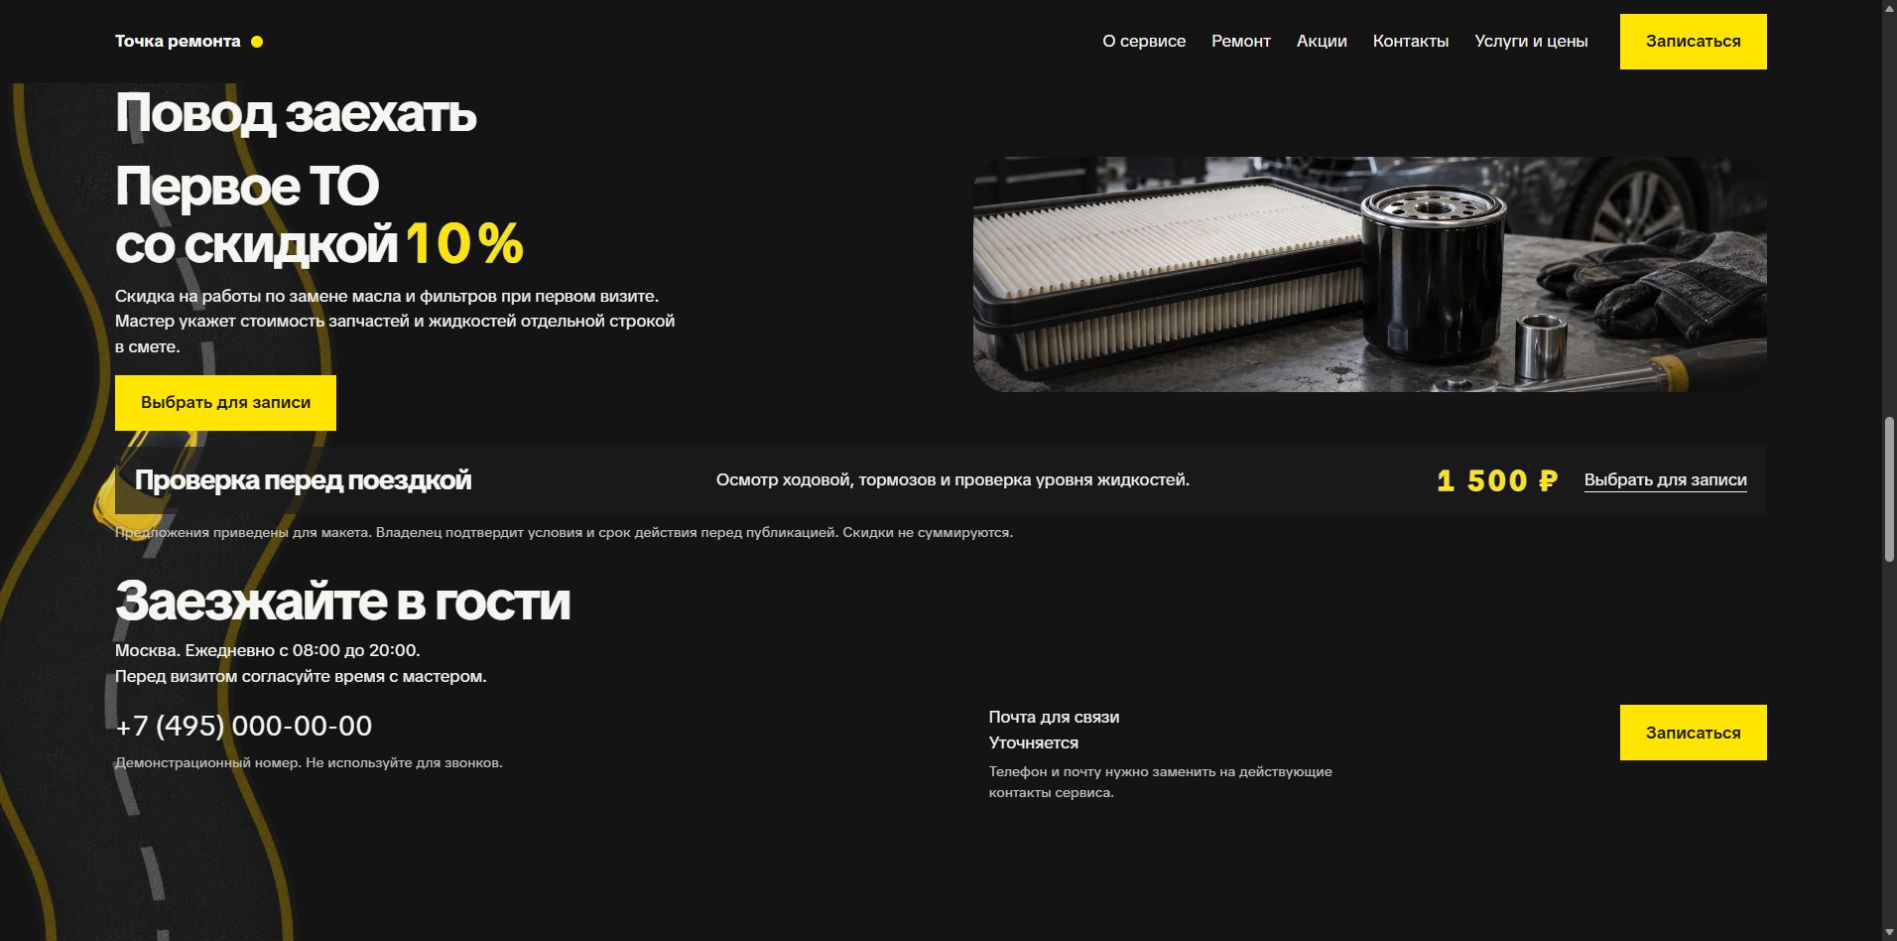 Точка ремонта
О сервисе
Ремонт
Акции
Контакты
Услуги и цены
Записаться
Повод заехать
Первое ТО
со скидкой 10%
Скидка на работы по замене масла и фильтров при первом визите.
Мастер укажет стоимость запчастей и жидкостей отдельной строкой
в смете.
Выбрать для записи
Проверка перед поездкой
Осмотр ходовой, тормозов и проверка уровня жидкостей.
1 500 ₽
Выбрать для записи
Предложения приведены для макета. Владелец подтвердит условия и срок действия перед публикацией. Скидки не суммируются.
Заезжайте в гости
Москва. Ежедневно с 08:00 до 20:00.
Перед визитом согласуйте время с мастером.
+7 (495) 000-00-00
Демонстрационный номер. Не используйте для звонков.
Почта для связи
Уточняется
Телефон и почту нужно заменить на действующие
контакты сервиса.
Записаться